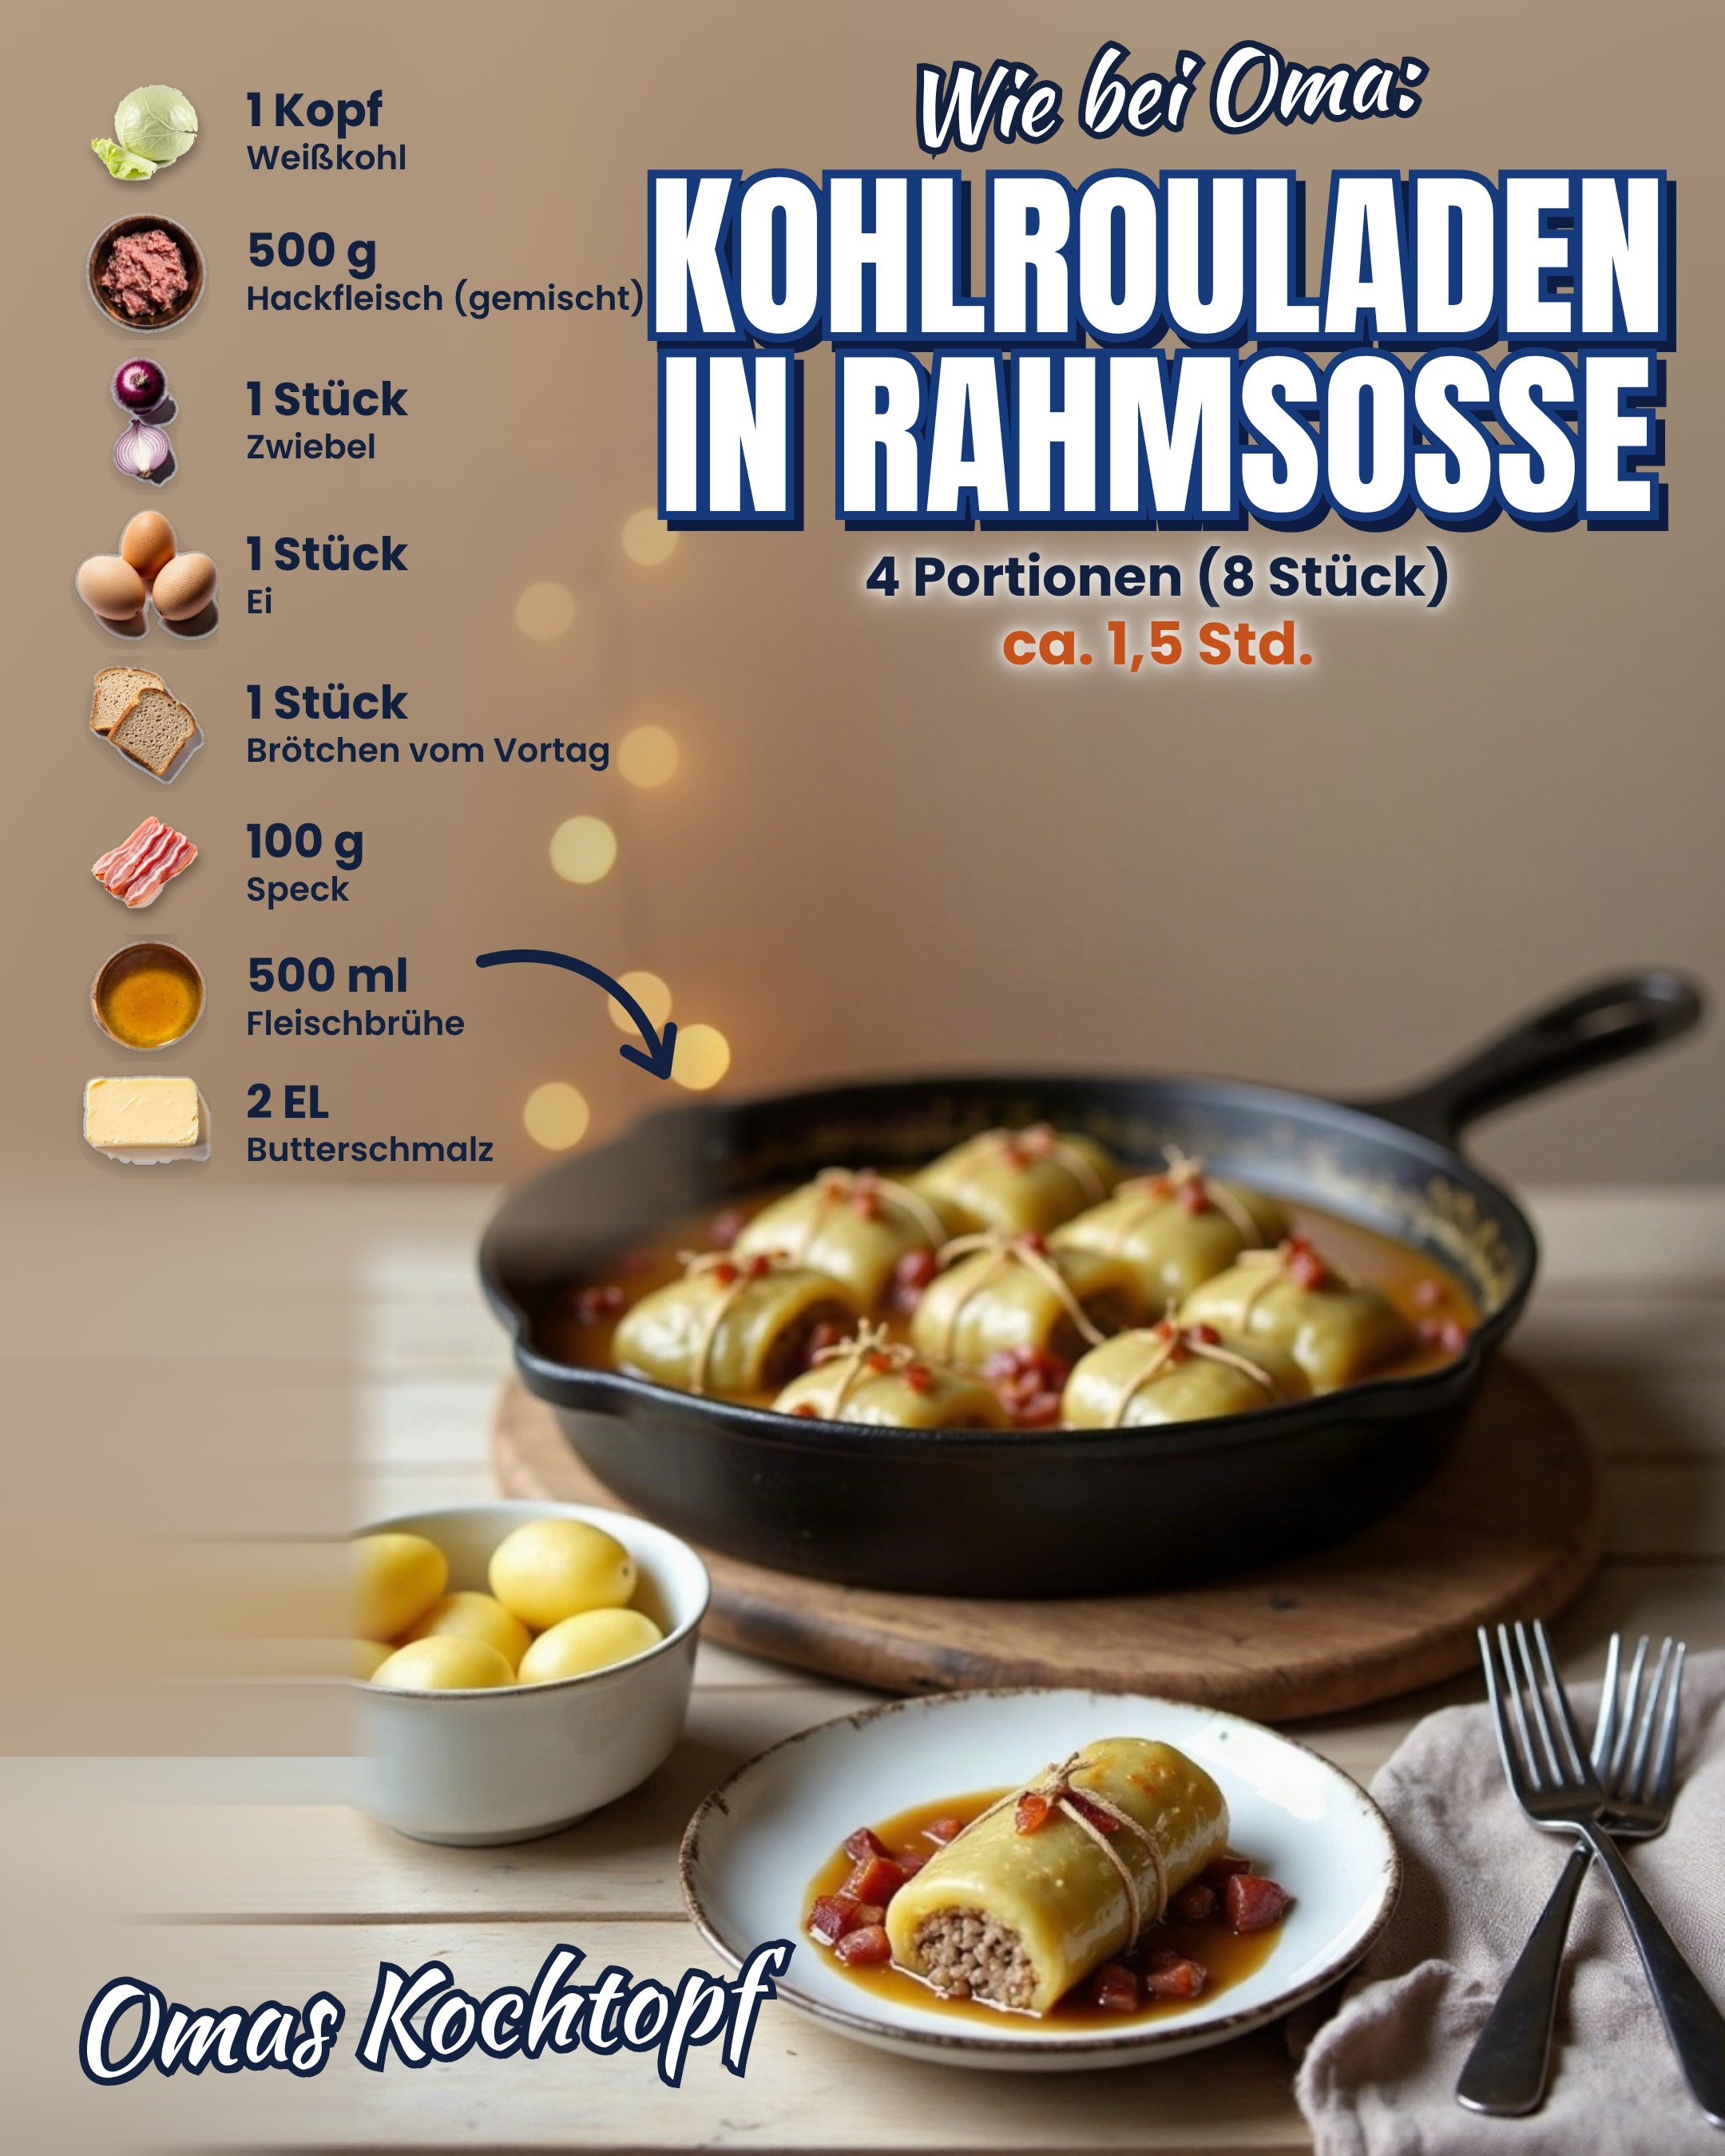 Wie bei Oma:
KOHLROULADEN
IN RAHMSOSSE
4 Portionen (8 Stück)
ca. 1,5 Std.
1 Kopf
Weißkohl
500 g
Hackfleisch (gemischt)
1 Stück
Zwiebel
1 Stück
Ei
1 Stück
Brötchen vom Vortag
100 g
Speck
500 ml
Fleischbrühe
2 EL
Butterschmalz
Omas Kochtopf